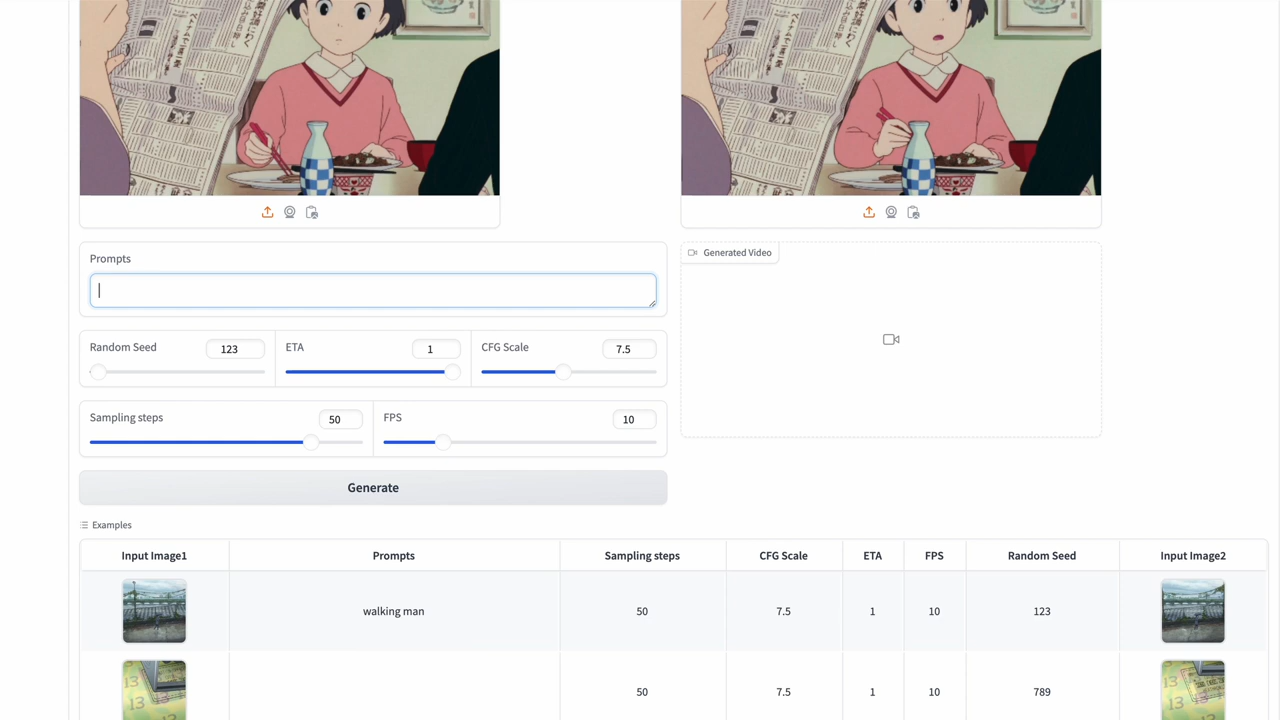 Prompts
Generated Video
Random Seed
123
ETA
1
CFG Scale
7.5
Sampling steps
50
FPS
10
Generate
Examples
Input Image1
Prompts
Sampling steps
CFG Scale
ETA
FPS
Random Seed
Input Image2
walking man
50
7.5
1
10
123
50
7.5
1
10
789